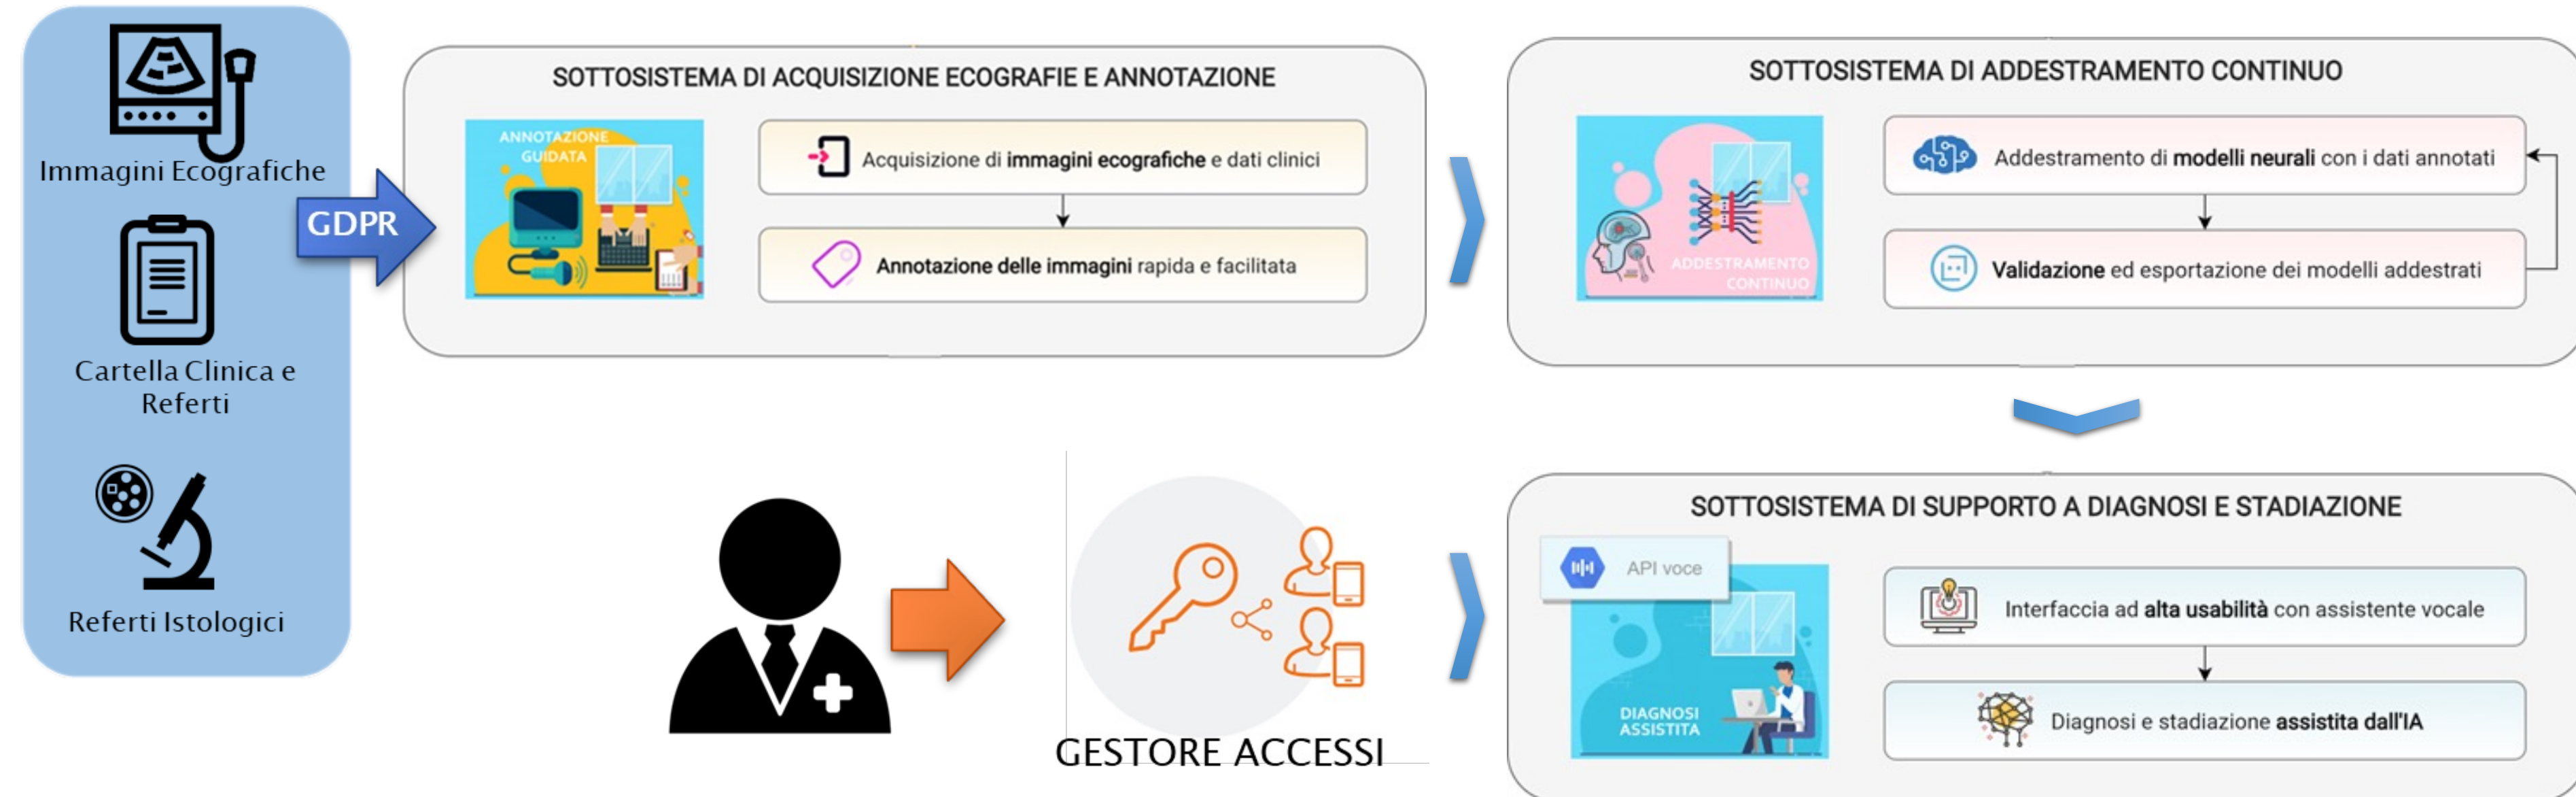 Immagini Ecografiche
Cartella Clinica e
Referti
Referti Istologici
GDPR
SOTTOSISTEMA DI ACQUISIZIONE ECOGRAFIE E ANNOTAZIONE
ANNOTAZIONE
GUIDATA
Acquisizione di immagini ecografiche e dati clinici
Annotazione delle immagini rapida e facilitata
SOTTOSISTEMA DI ADDESTRAMENTO CONTINUO
ADDESTRAMENTO
CONTINUO
Addestramento di modelli neurali con i dati annotati
Validazione ed esportazione dei modelli addestrati
GESTORE ACCESSI
SOTTOSISTEMA DI SUPPORTO A DIAGNOSI E STADIAZIONE
API voce
DIAGNOSI
ASSISTITA
Interfaccia ad alta usabilità con assistente vocale
Diagnosi e stadiazione assistita dall'IA